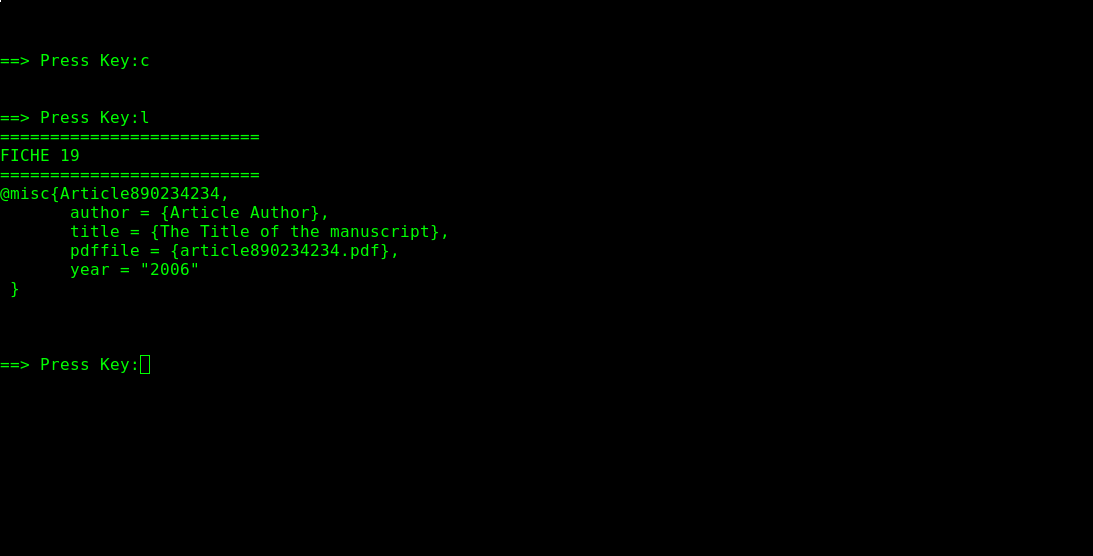 ==> Press Key:c
==> Press Key:l
==========================
FICHE 19
==========================
@misc{Article890234234,
       author = {Article Author},
       title = {The Title of the manuscript},
       pdffile = {article890234234.pdf},
       year = "2006"
 }
==> Press Key: